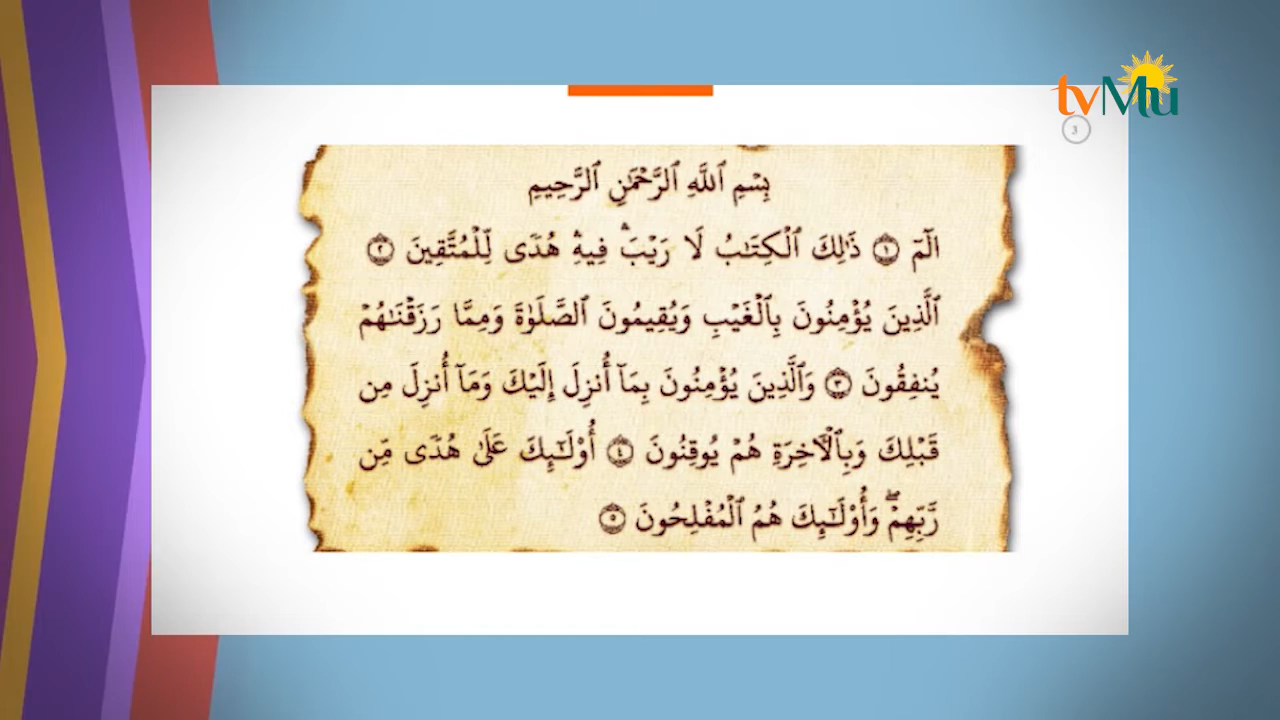 tvMu
3
بِسْمِ ٱللَّهِ ٱلرَّحْمَٰنِ ٱلرَّحِيمِ
الٓمٓ ١ ذَٰلِكَ ٱلْكِتَٰبُ لَا رَيْبَ ۛ فِيهِ ۛ هُدًى لِّلْمُتَّقِينَ ٢
ٱلَّذِينَ يُؤْمِنُونَ بِٱلْغَيْبِ وَيُقِيمُونَ ٱلصَّلَوٰةَ وَمِمَّا رَزَقْنَٰهُمْ
يُنفِقُونَ ٣ وَٱلَّذِينَ يُؤْمِنُونَ بِمَآ أُنزِلَ إِلَيْكَ وَمَآ أُنزِلَ مِن
قَبْلِكَ وَبِٱلْءَاخِرَةِ هُمْ يُوقِنُونَ ٤ أُو۟لَٰٓئِكَ عَلَىٰ هُدًى مِّن
رَّبِّهِمْ ۖ وَأُو۟لَٰٓئِكَ هُمُ ٱلْمُفْلِحُونَ ٥